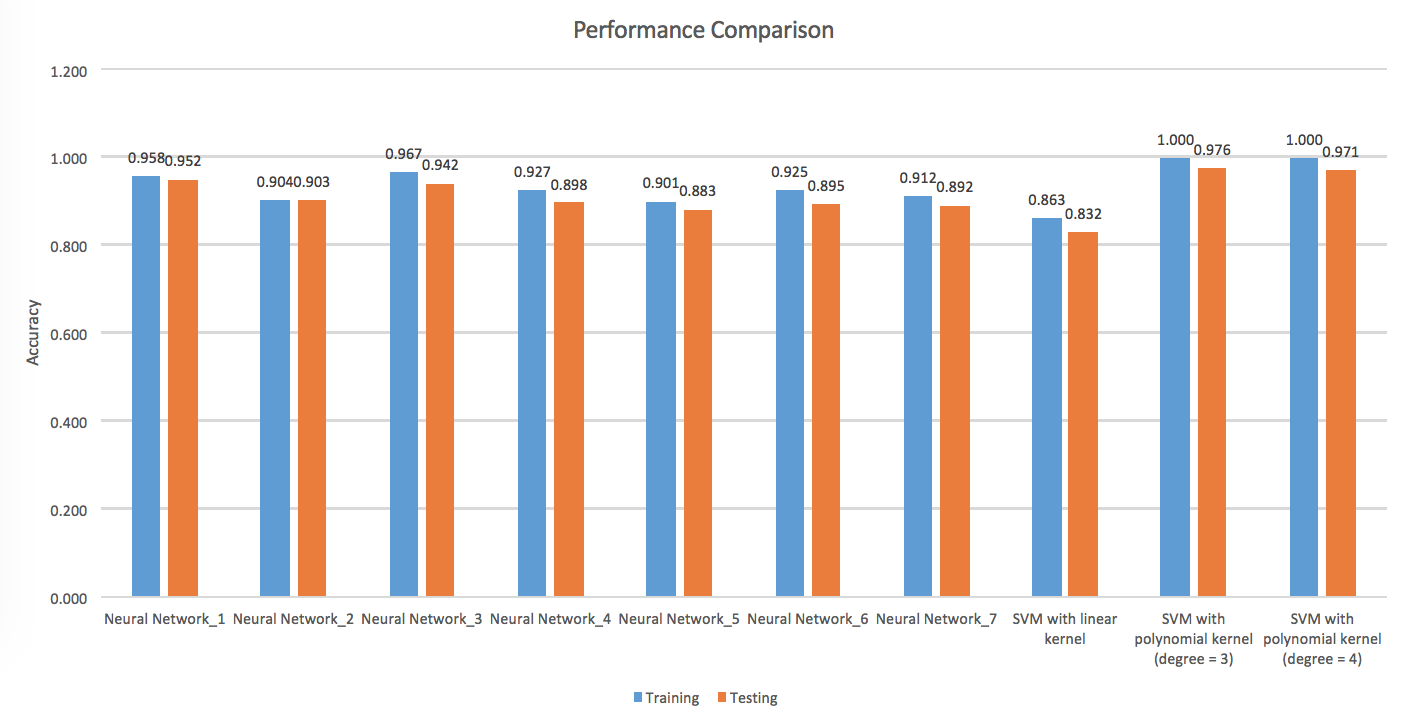 Performance Comparison
1.200
1.000
0.800
0.600
0.400
0.200
0.000
Accuracy
0.958 0.952
0.904 0.903
0.967 0.942
0.927 0.898
0.901 0.883
0.925 0.895
0.912 0.892
0.863 0.832
1.000 0.976
1.000 0.971
Neural Network_1
Neural Network_2
Neural Network_3
Neural Network_4
Neural Network_5
Neural Network_6
Neural Network_7
SVM with linear
kernel
SVM with
polynomial kernel
(degree = 3)
SVM with
polynomial kernel
(degree = 4)
Training Testing